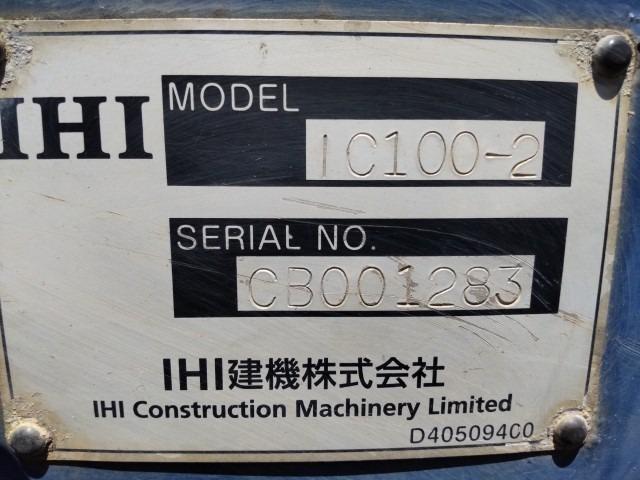 IHI
MODEL
IC100-2
SERIAL NO.
CB001283
IHI建機株式会社
IHI Construction Machinery Limited
D40509400